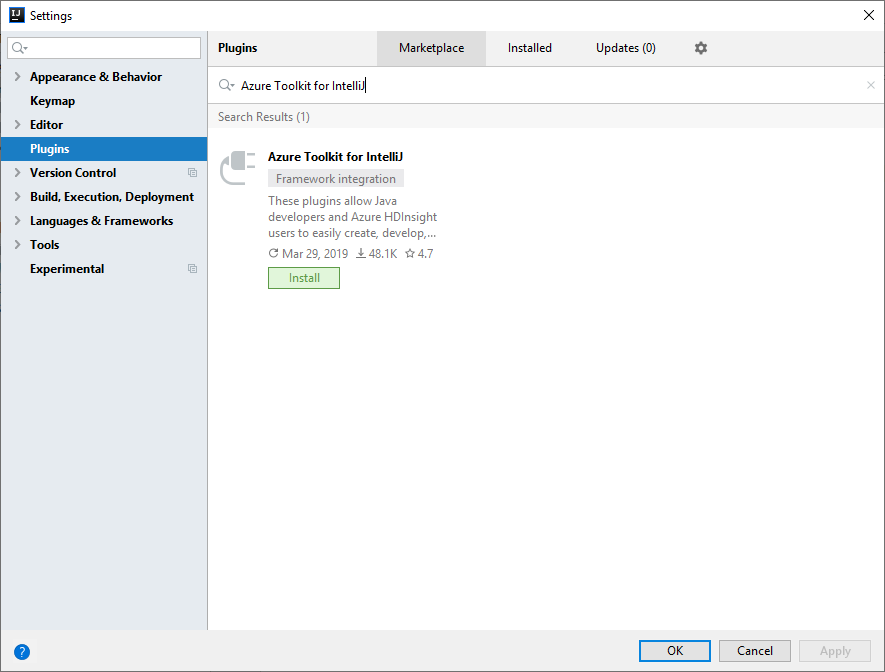 Settings
Plugins
Marketplace
Installed
Updates (0)
Appearance & Behavior
Keymap
Editor
Plugins
Version Control
Build, Execution, Deployment
Languages & Frameworks
Tools
Experimental
Azure Toolkit for IntelliJ
Search Results (1)
Azure Toolkit for IntelliJ
Framework integration
These plugins allow Java
developers and Azure HDInsight
users to easily create, develop,...
Mar 29, 2019 48.1K 4.7
Install
?
OK
Cancel
Apply